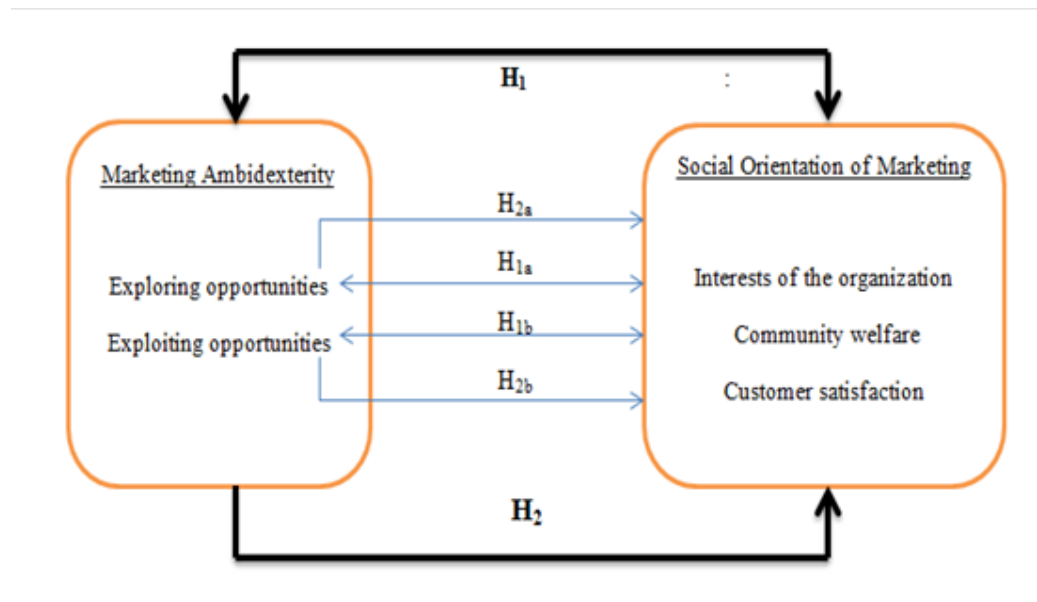 H1
:
Marketing Ambidexterity
Social Orientation of Marketing
H2a
H1a
Exploring opportunities
Interests of the organization
H1b
Exploiting opportunities
Community welfare
H2b
Customer satisfaction
H2